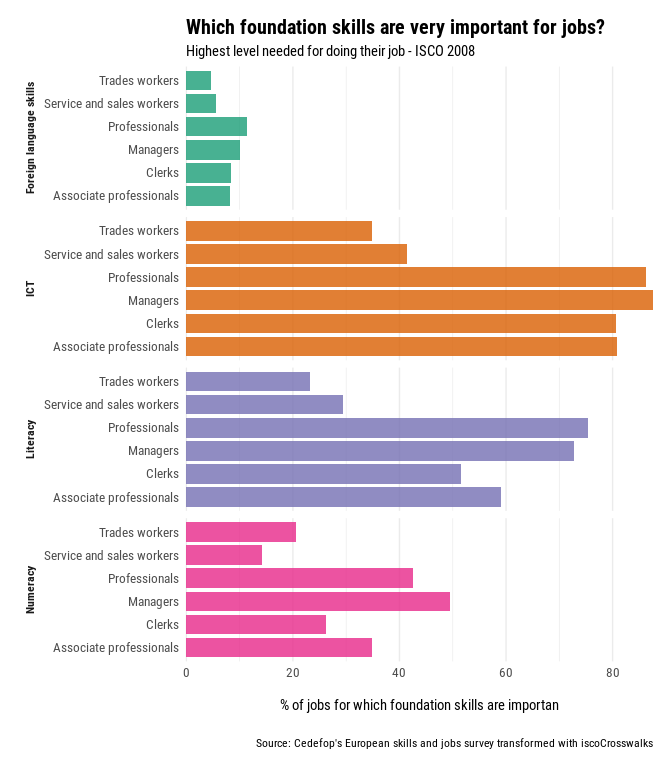 Which foundation skills are very important for jobs?
Highest level needed for doing their job - ISCO 2008
Foreign language skills
Trades workers
Service and sales workers
Professionals
Managers
Clerks
Associate professionals
ICT
Trades workers
Service and sales workers
Professionals
Managers
Clerks
Associate professionals
Literacy
Trades workers
Service and sales workers
Professionals
Managers
Clerks
Associate professionals
Numeracy
Trades workers
Service and sales workers
Professionals
Managers
Clerks
Associate professionals
0 20 40 60 80
% of jobs for which foundation skills are importan
Source: Cedefop's European skills and jobs survey transformed with iscoCrosswalks